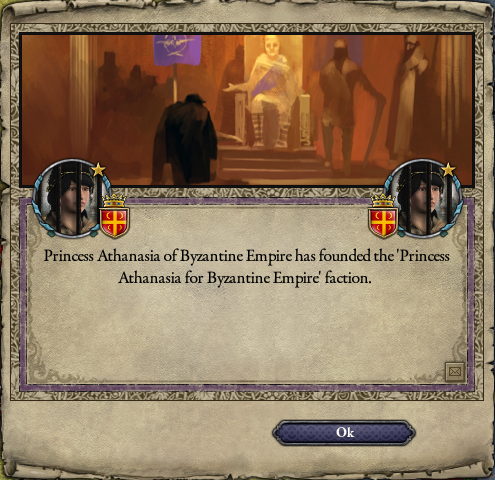 Princess Athanasia of Byzantine Empire has founded the 'Princess
Athanasia for Byzantine Empire' faction.
Ok